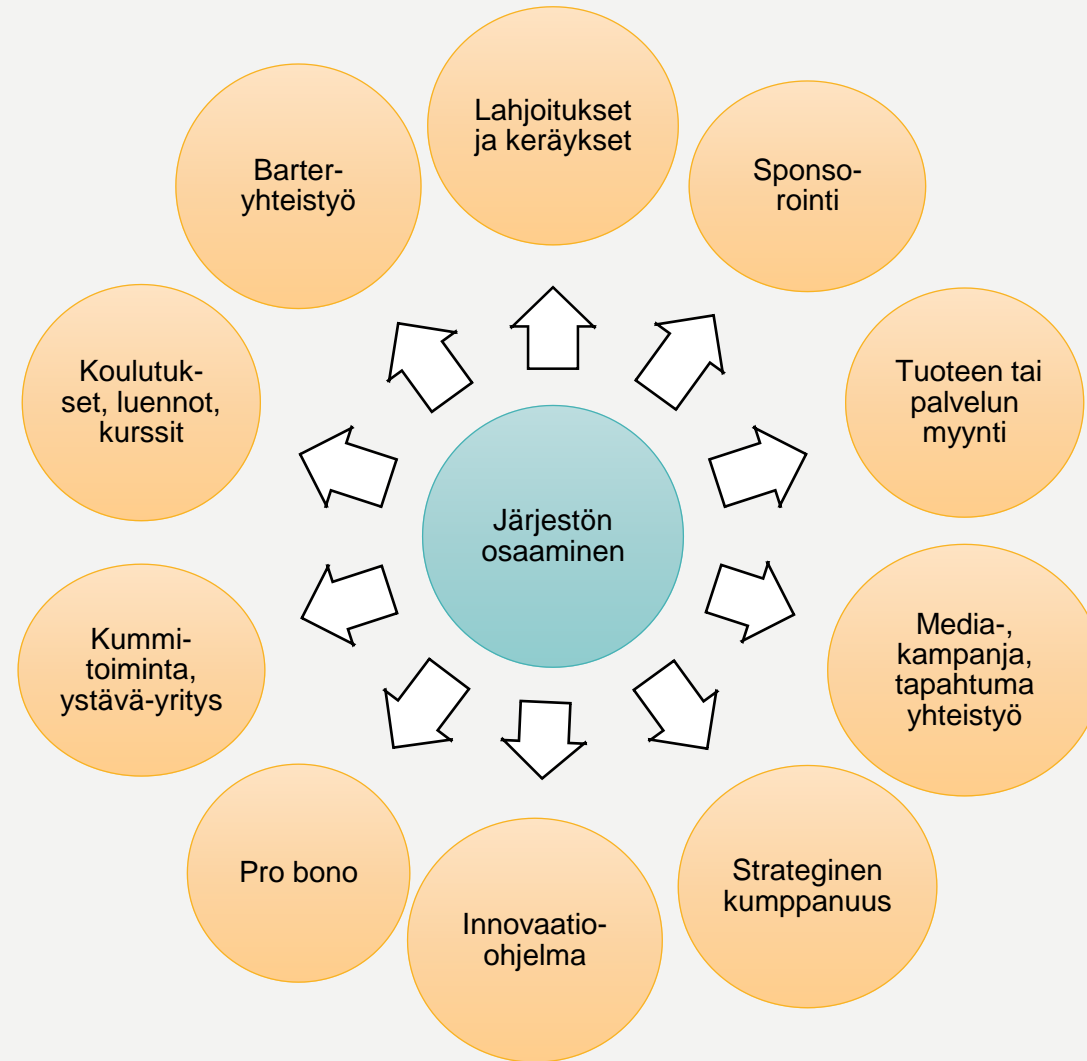 Lahjoitukset
ja keräykset
Sponso-
rointi
Tuoteen tai
palvelun
myynti
Media-,
kampanja,
tapahtuma
yhteistyö
Strateginen
kumppanuus
Innovaatio-
ohjelma
Pro bono
Kummi-
toiminta,
ystävä-yritys
Koulutuk-
set, luennot,
kurssit
Barter-
yhteistyö
Järjestön
osaaminen